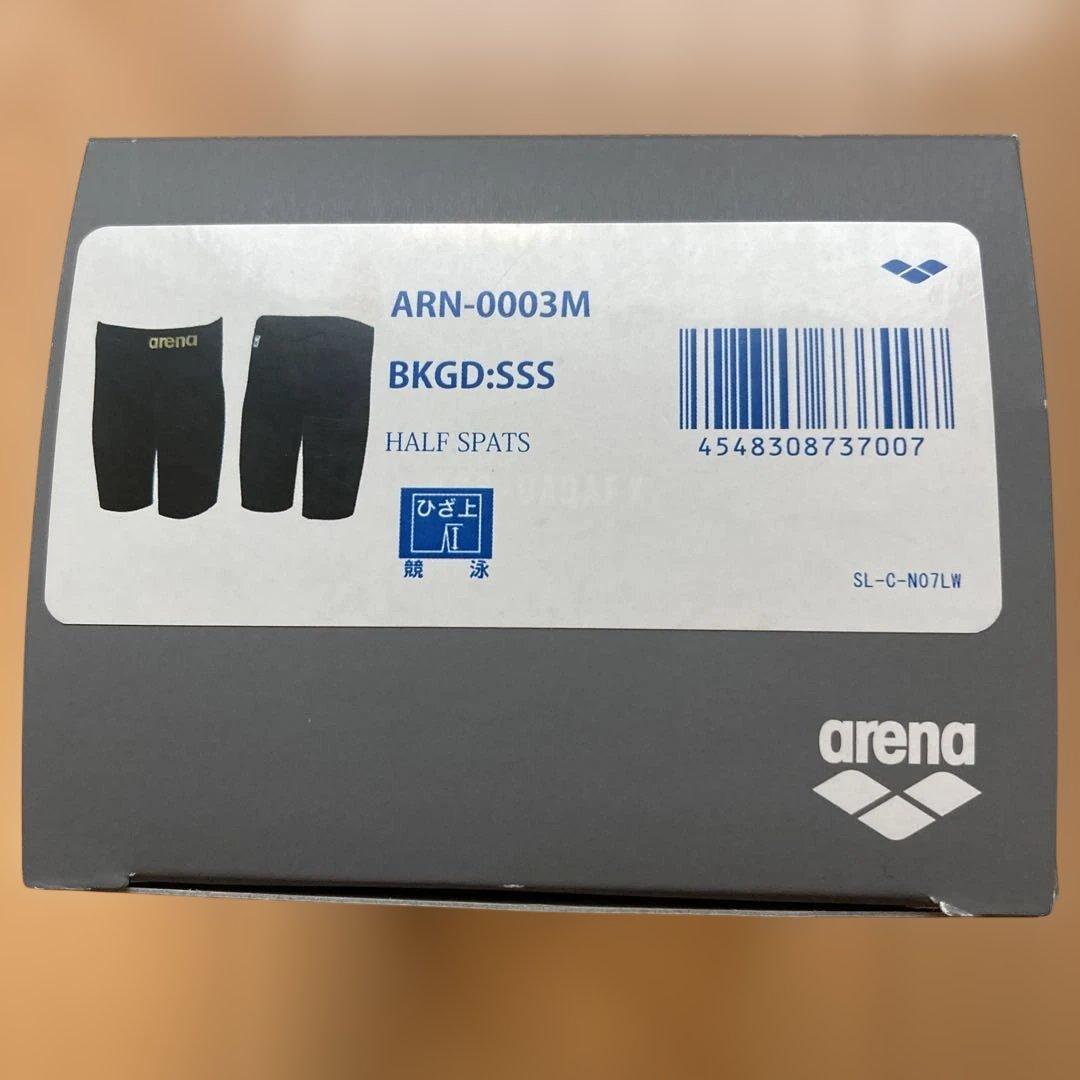 ARN-0003M
arena
BKGD:SSS
HALF SPATS
4548308737007
ひざ上
競 泳
SL-C-N07LW
arena